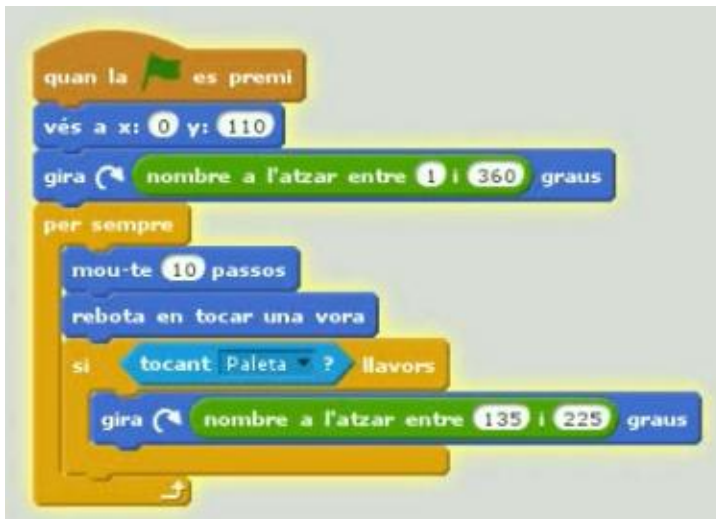 quan la es premi
vés a x: 0 y: 110
gira nombre a l'atzar entre 1 i 360 graus
per sempre
mou-te 10 passos
rebota en tocar una vora
si tocant Paleta ? llavors
gira nombre a l'atzar entre 135 i 225 graus